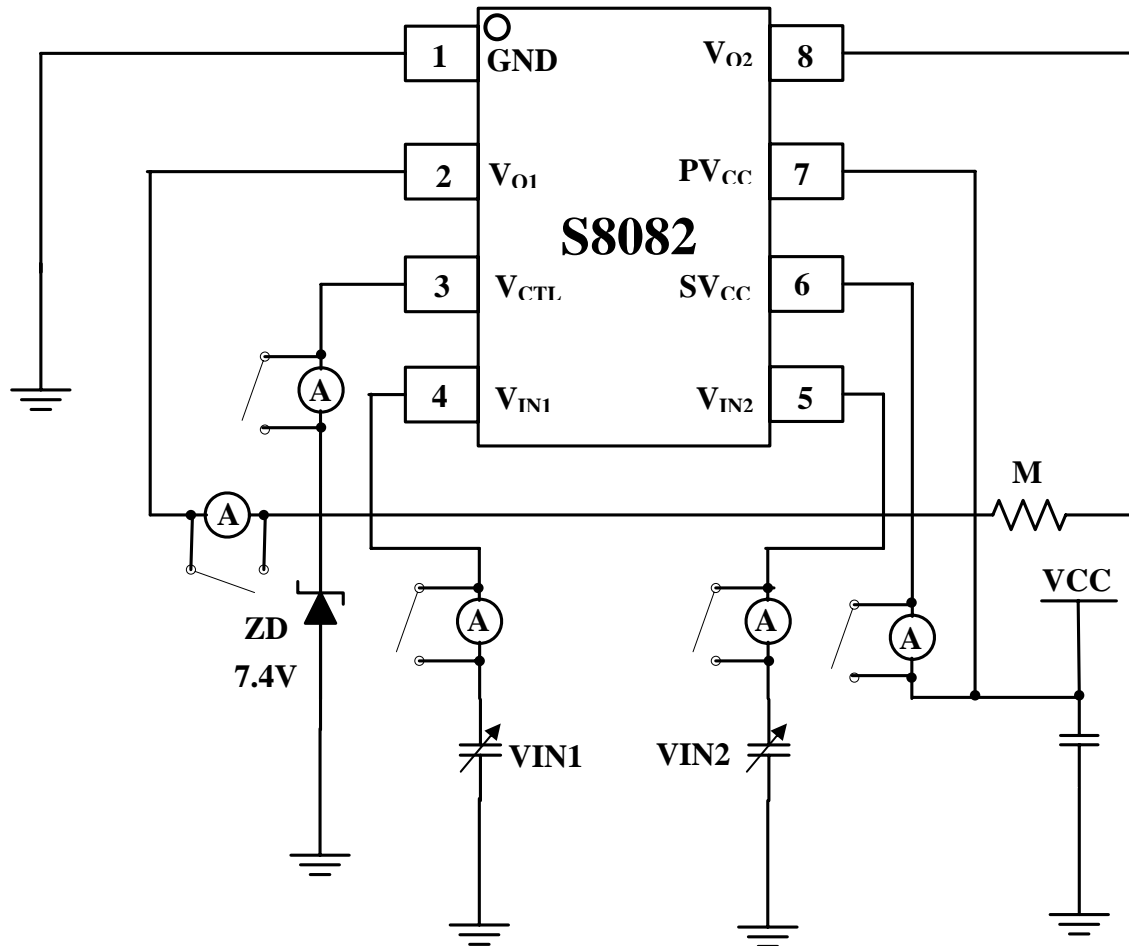 1
GND
VO2
8
2
VO1
PVCC
7
S8082
3
VCTL
SVCC
6
4
VIN1
VIN2
5
A
A
M
VCC
ZD
7.4V
A
A
A
VIN1
VIN2